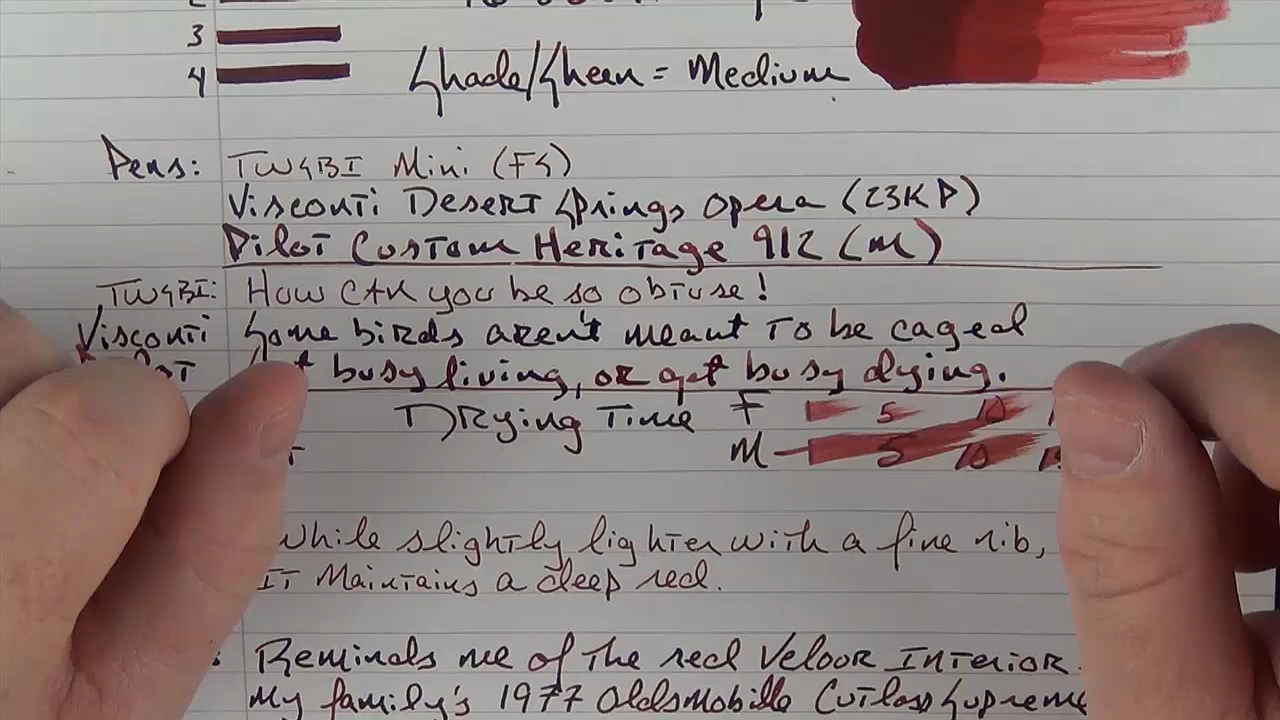 3
4
Shade/Sheen = Medium
Pens: TWSBI Mini (FS)
Visconti Desert Springs Opera (23KP)
Pilot Custom Heritage 912 (M)
TWSBI: How can you be so obtuse!
Visconti Some birds aren't meant to be caged
busy living, or get busy dying.
Drying Time F 5 10
M 5 10
While slightly lighter with a fine nib,
It maintains a deep red.
Reminds me of the red Veloor Interior
My family's 1977 Oldsmobille Cutlass Supreme